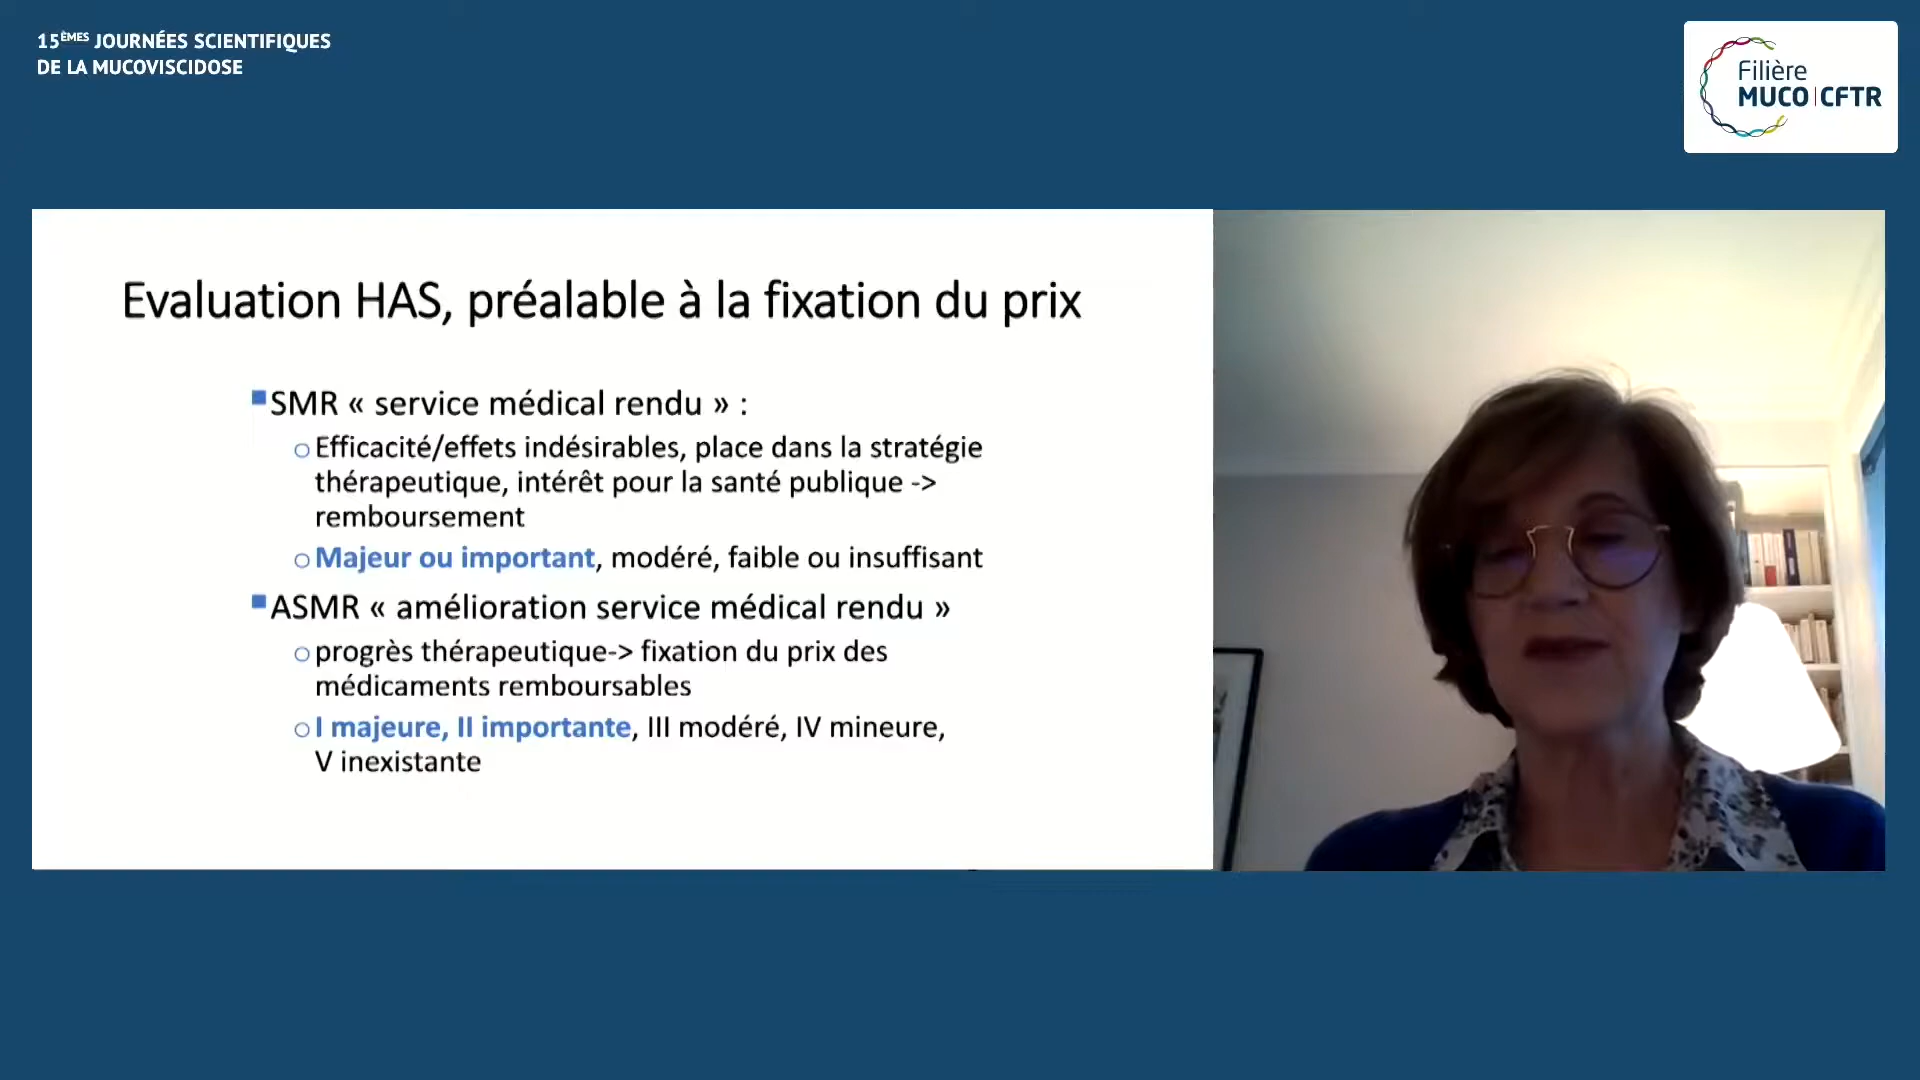 15ÈMES JOURNÉES SCIENTIFIQUES
DE LA MUCOVISCIDOSE
Filière
MUCO|CFTR
Evaluation HAS, préalable à la fixation du prix
SMR « service médical rendu » :
Efficacité/effets indésirables, place dans la stratégie
thérapeutique, intérêt pour la santé publique ->
remboursement
Majeur ou important, modéré, faible ou insuffisant
ASMR « amélioration service médical rendu »
progrès thérapeutique-> fixation du prix des
médicaments remboursables
I majeure, II importante, III modéré, IV mineure,
V inexistante